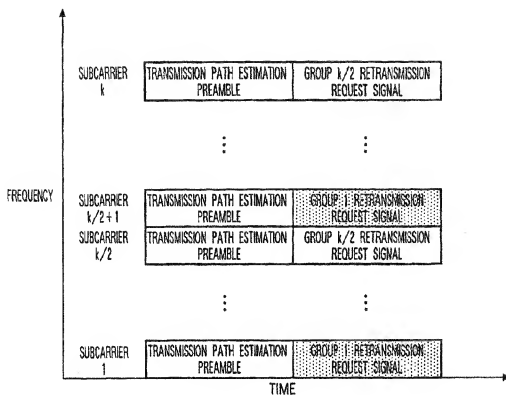 SUBCARRIER
k
TRANSMISSION PATH ESTIMATION
PREAMBLE
GROUP k/2 RETRANSMISSION
REQUEST SIGNAL
FREQUENCY
SUBCARRIER
k/2+1
TRANSMISSION PATH ESTIMATION
PREAMBLE
GROUP 1 RETRANSMISSION
REQUEST SIGNAL
SUBCARRIER
k/2
TRANSMISSION PATH ESTIMATION
PREAMBLE
GROUP k/2 RETRANSMISSION
REQUEST SIGNAL
SUBCARRIER
1
TRANSMISSION PATH ESTIMATION
PREAMBLE
GROUP 1 RETRANSMISSION
REQUEST SIGNAL
TIME